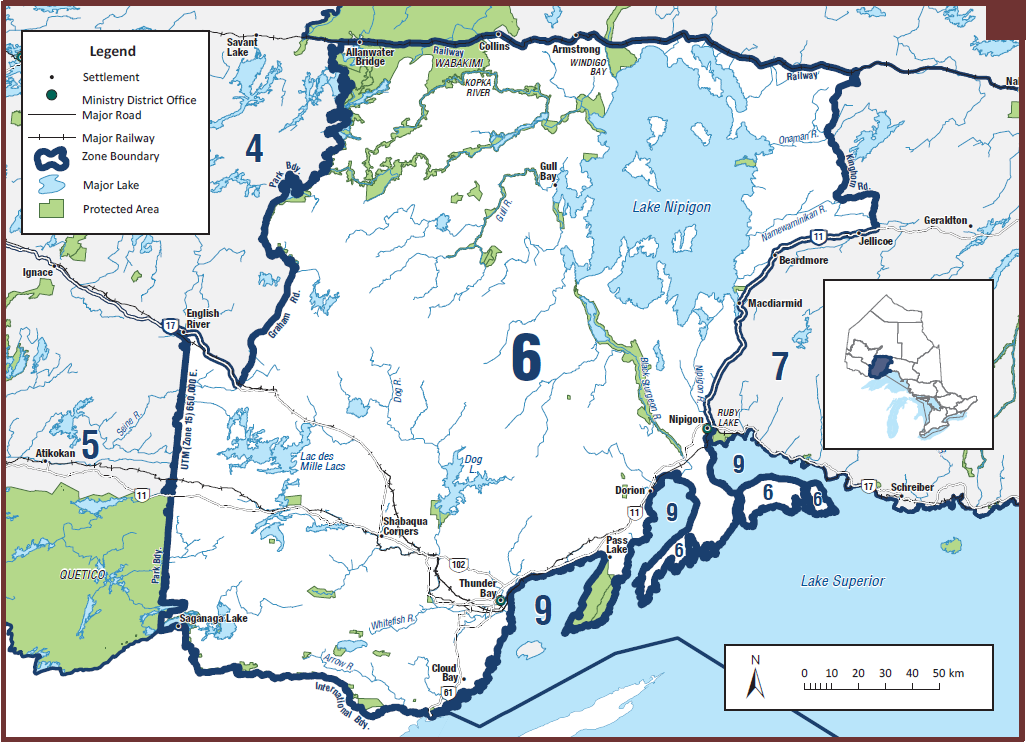 Legend
Settlement
Ministry District Office
Major Road
Major Railway
Zone Boundary
Major Lake
Protected Area
Savant
Lake
Allanwater
Bridge
Railway
WABAKIMI
Collins
Armstrong
WINDIGO
BAY
KOPKA
RIVER
Railway
Na
4
Park Bdy.
Onaman R.
Kinghorn
Rd.
Gull
Bay
Gull R.
Lake Nipigon
Namewaminikan R.
11
Jellicoe
Geraldton
Beardmore
Ignace
17
English
River
Graham
Rd.
Macdiarmid
6
7
UTM (Zone 15) 650,000 E.
Dog R.
Black Sturgeon R.
Nipigon R.
Nipigon
RUBY
LAKE
Seine R.
5
Atikokan
11
Lac des
Mille Lacs
Dog
L.
Dorion
11
9
9
6
6
17
Schreiber
Shabaqua
Corners
Pass
Lake
6
QUETICO
Park Bdy.
102
Thunder
Bay
9
Lake Superior
Saganaga Lake
Whitefish R.
Arrow R.
Cloud
Bay
61
International Bdy.
N
0 10 20 30 40 50 km